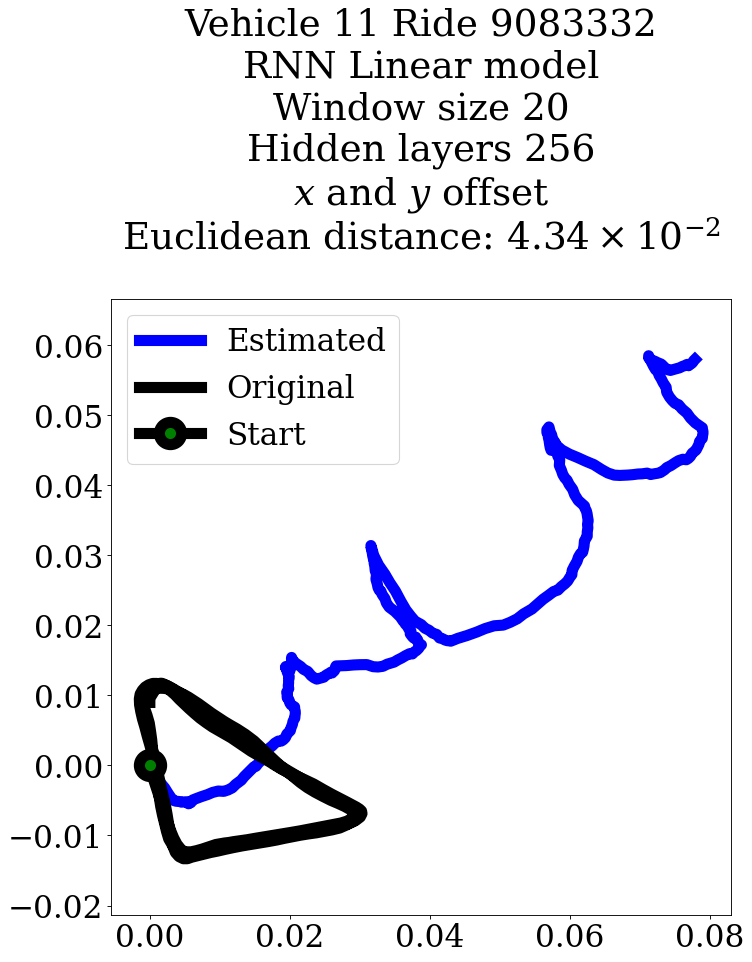 Vehicle 11 Ride 9083332
RNN Linear model
Window size 20
Hidden layers 256
x and y offset
Euclidean distance: 4.34 × 10⁻²
Estimated
Original
Start
0.06
0.05
0.04
0.03
0.02
0.01
0.00
−0.01
−0.02
0.00 0.02 0.04 0.06 0.08